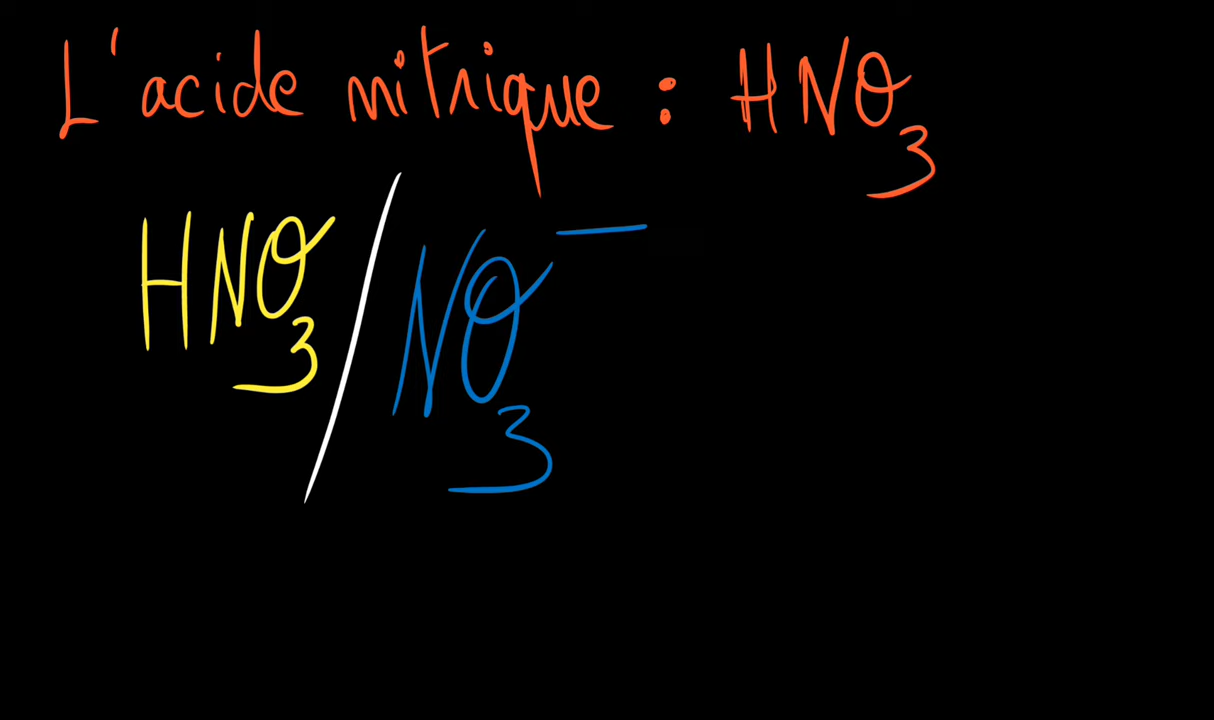 L'acide nitrique : HNO₃
HNO₃ / NO₃⁻